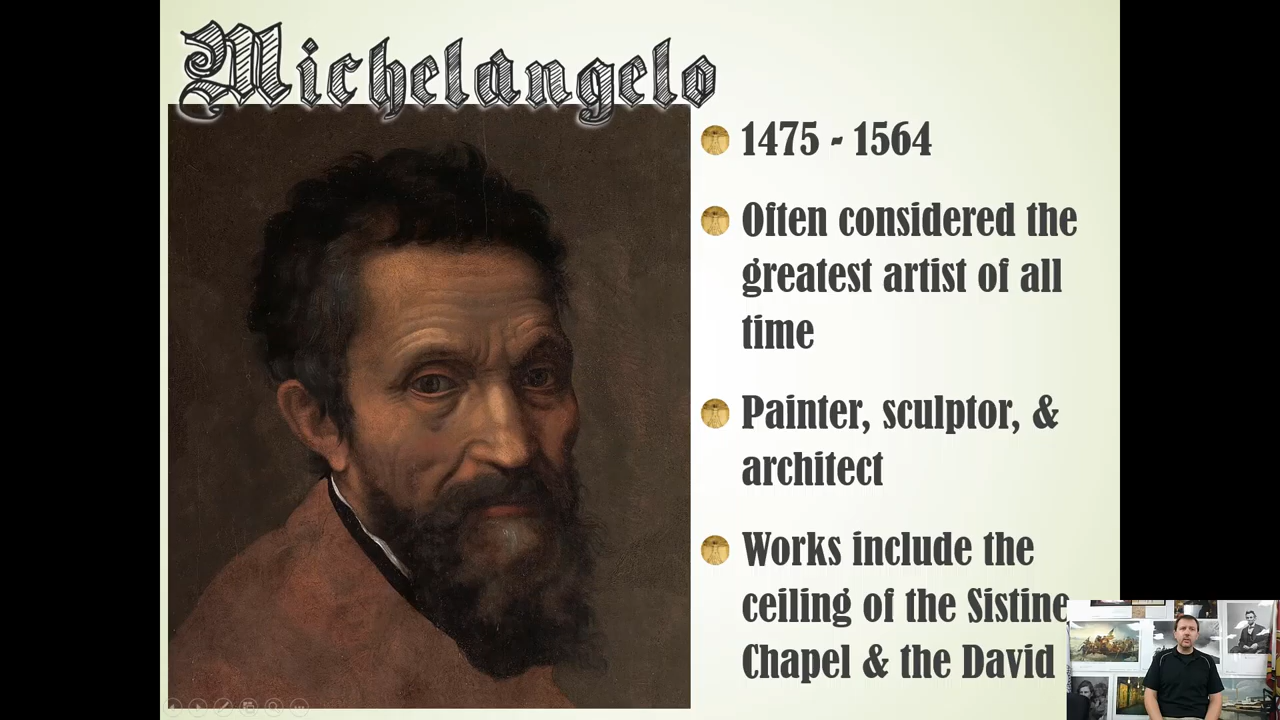 Michelangelo
1475 - 1564
Often considered the
greatest artist of all
time
Painter, sculptor, &
architect
Works include the
ceiling of the Sistine
Chapel & the David